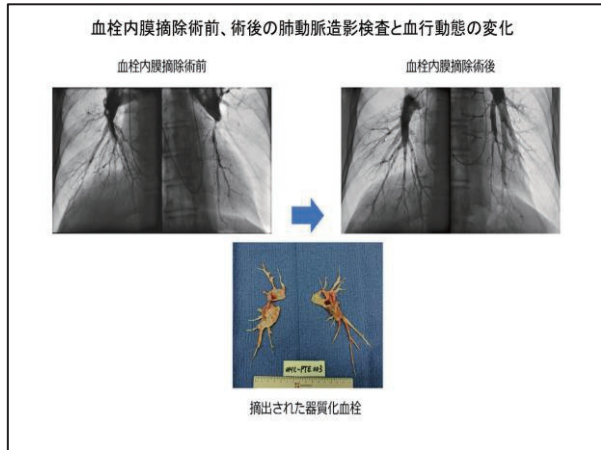 血栓内膜摘除術前、術後の肺動脈造影検査と血行動態の変化
血栓内膜摘除術前
血栓内膜摘除術後
摘出された器質化血栓